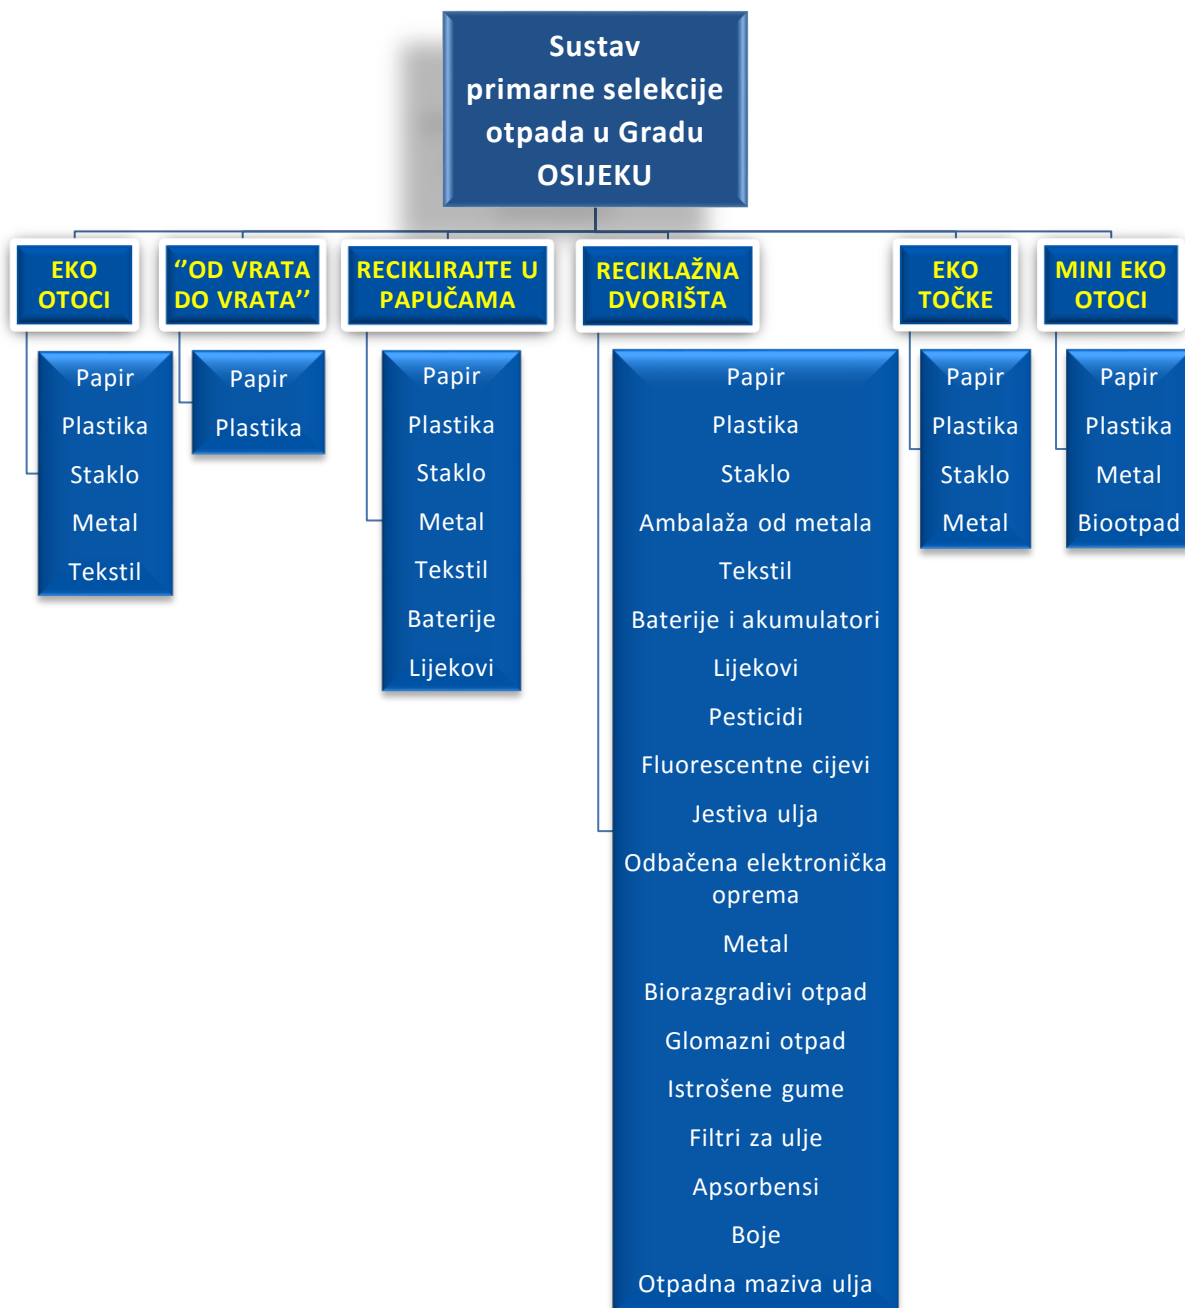 Sustav
primarne selekcije
otpada u Gradu
OSIJEKU
EKO
OTOCI
Papir
Plastika
Staklo
Metal
Tekstil
‘’OD VRATA
DO VRATA’’
Papir
Plastika
RECIKLIRAJTE U
PAPUČAMA
Papir
Plastika
Staklo
Metal
Tekstil
Baterije
Lijekovi
RECIKLAŽNA
DVORIŠTA
Papir
Plastika
Staklo
Ambalaža od metala
Tekstil
Baterije i akumulatori
Lijekovi
Pesticidi
Fluorescentne cijevi
Jestiva ulja
Odbačena elektronička
oprema
Metal
Biorazgradivi otpad
Glomazni otpad
Istrošene gume
Filtri za ulje
Apsorbensi
Boje
Otpadna maziva ulja
EKO
TOČKE
Papir
Plastika
Staklo
Metal
MINI EKO
OTOCI
Papir
Plastika
Metal
Biootpad